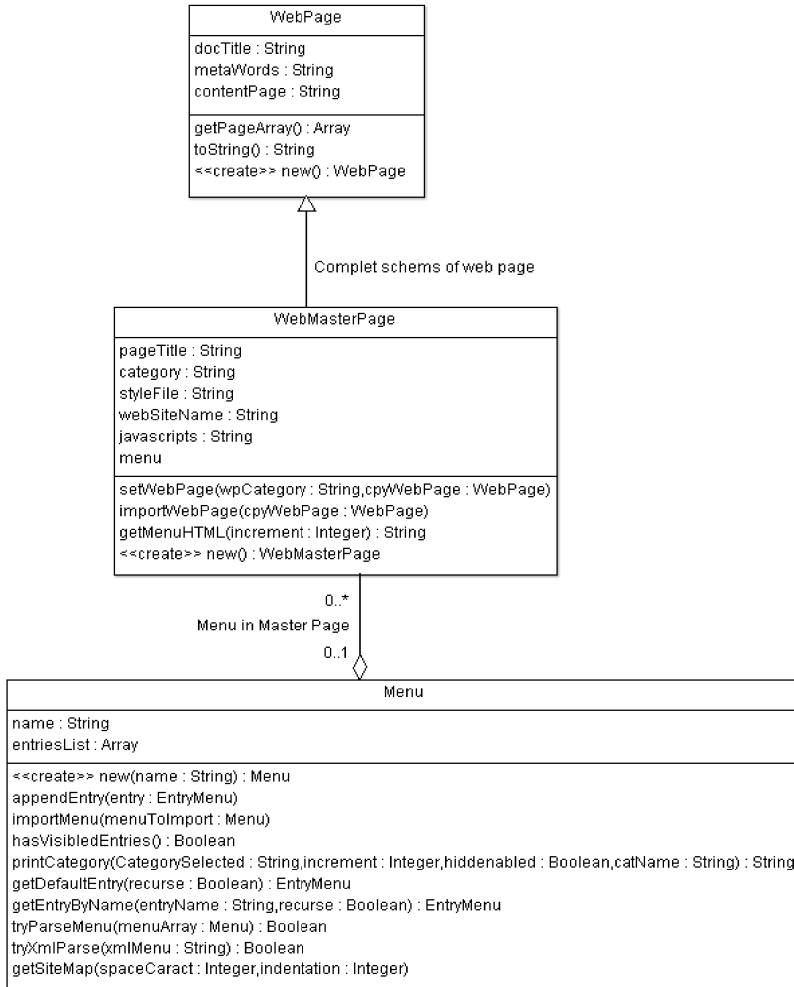 WebPage
docTitle : String
metaWords : String
contentPage : String
getPageArray() : Array
toString() : String
<<create>> new() : WebPage
Complet schems of web page
WebMasterPage
pageTitle : String
category : String
styleFile : String
webSiteName : String
javascripts : String
menu
setWebPage(wpCategory : String,cpyWebPage : WebPage)
importWebPage(cpyWebPage : WebPage)
getMenuHTML(increment : Integer) : String
<<create>> new() : WebMasterPage
0..*
Menu in Master Page
0..1
Menu
name : String
entriesList : Array
<<create>> new(name : String) : Menu
appendEntry(entry : EntryMenu)
importMenu(menuToImport : Menu)
hasVisibledEntries() : Boolean
printCategory(CategorySelected : String,increment : Integer,hiddenabled : Boolean,catName : String) : String
getDefaultEntry(recurse : Boolean) : EntryMenu
getEntryByName(entryName : String,recurse : Boolean) : EntryMenu
tryParseMenu(menuArray : Menu) : Boolean
tryXmlParse(xmlMenu : String) : Boolean
getSiteMap(spaceCaract : Integer,indentation : Integer)